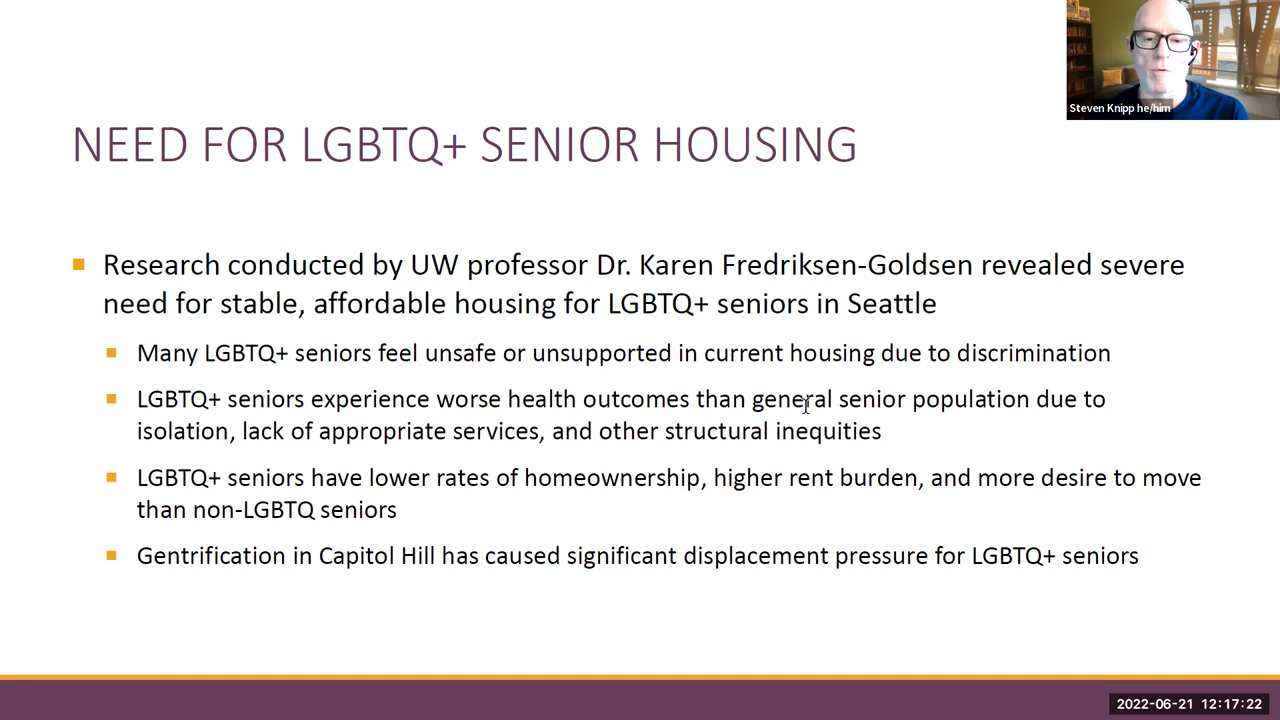 Steven Knipp he/him
NEED FOR LGBTQ+ SENIOR HOUSING
Research conducted by UW professor Dr. Karen Fredriksen-Goldsen revealed severe
need for stable, affordable housing for LGBTQ+ seniors in Seattle
Many LGBTQ+ seniors feel unsafe or unsupported in current housing due to discrimination
LGBTQ+ seniors experience worse health outcomes than general senior population due to
isolation, lack of appropriate services, and other structural inequities
LGBTQ+ seniors have lower rates of homeownership, higher rent burden, and more desire to move
than non-LGBTQ seniors
Gentrification in Capitol Hill has caused significant displacement pressure for LGBTQ+ seniors
2022-06-21 12:17:22